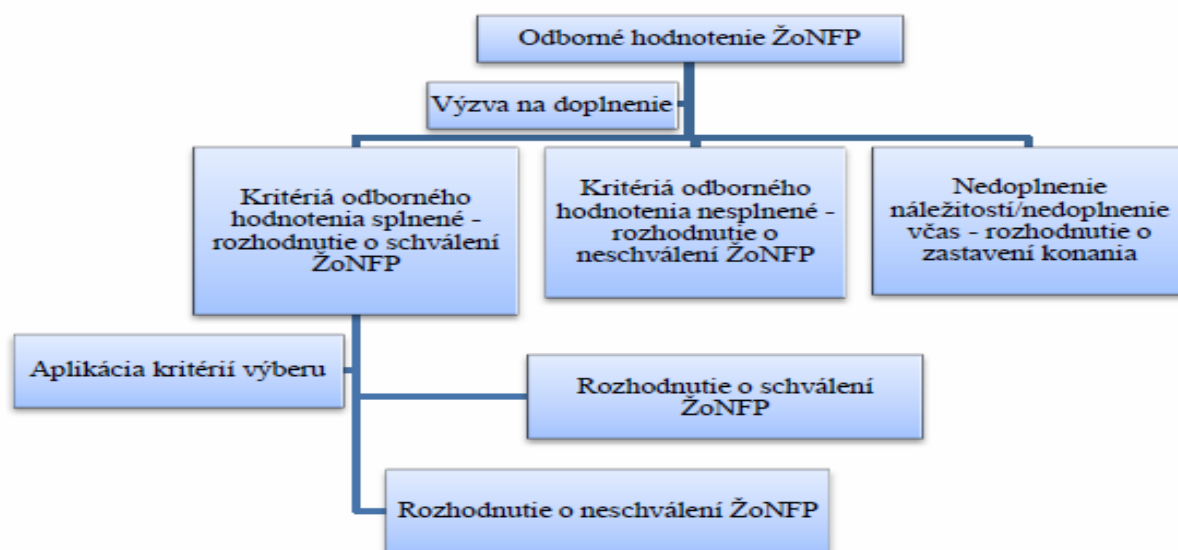 Odborné hodnotenie ŽoNFP
Výzva na doplnenie
Kritériá odborného
hodnotenia splnené -
rozhodnutie o schválení
ŽoNFP
Kritériá odborného
hodnotenia nesplnené -
rozhodnutie o
neschválení ŽoNFP
Nedoplnenie
náležitostí/nedoplnenie
včas - rozhodnutie o
zastavení konania
Aplikácia kritérií výberu
Rozhodnutie o schválení
ŽoNFP
Rozhodnutie o neschválení ŽoNFP